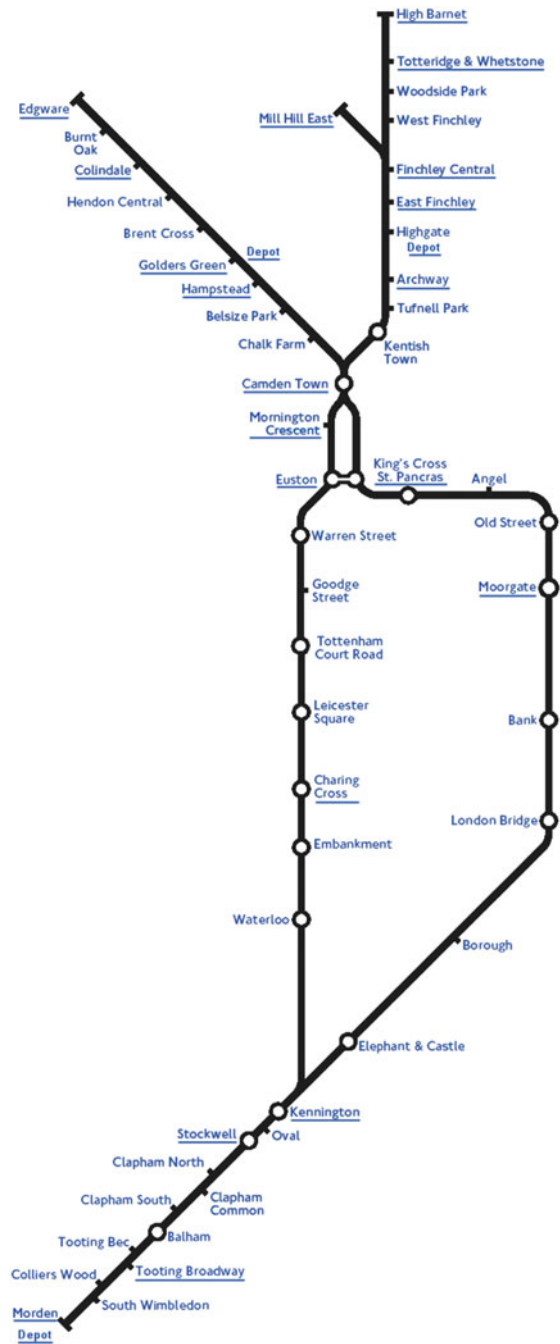 High Barnet
Totteridge & Whetstone
Woodside Park
West Finchley
Mill Hill East
Finchley Central
East Finchley
Highgate
Depot
Archway
Tufnell Park
Kentish
Town
Edgware
Burnt
Oak
Colindale
Hendon Central
Brent Cross
Depot
Golders Green
Hampstead
Belsize Park
Chalk Farm
Camden Town
Mornington
Crescent
Euston
King's Cross
St. Pancras
Angel
Old Street
Moorgate
Bank
London Bridge
Borough
Elephant & Castle
Warren Street
Goodge
Street
Tottenham
Court Road
Leicester
Square
Charing
Cross
Embankment
Waterloo
Kennington
Oval
Stockwell
Clapham North
Clapham
Common
Clapham South
Balham
Tooting Bec
Tooting Broadway
Colliers Wood
South Wimbledon
Morden
Depot